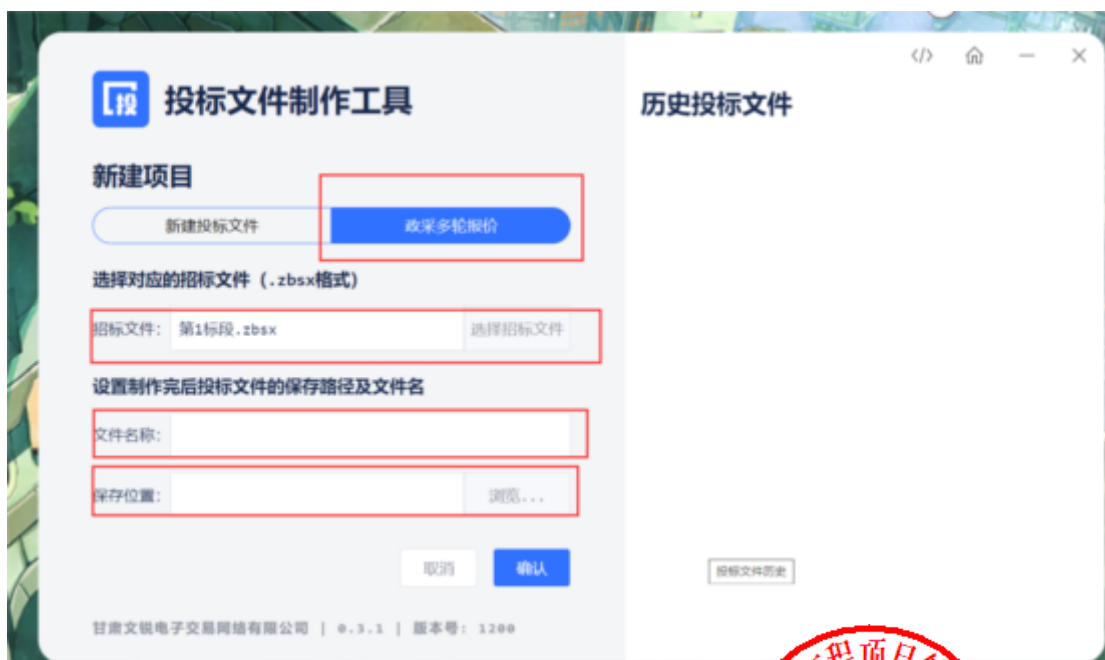 投
投标文件制作工具
新建项目
新建投标文件
政采多轮报价
选择对应的招标文件（.zbsx格式）
招标文件：
第1标段.zbsx
选择招标文件
设置制作完后投标文件的保存路径及文件名
文件名称：
保存位置：
浏览...
取消
确认
甘肃文锐电子交易网络有限公司 | 0.3.1 | 版本号：1200
</>
历史投标文件
投标文件历史
程项目